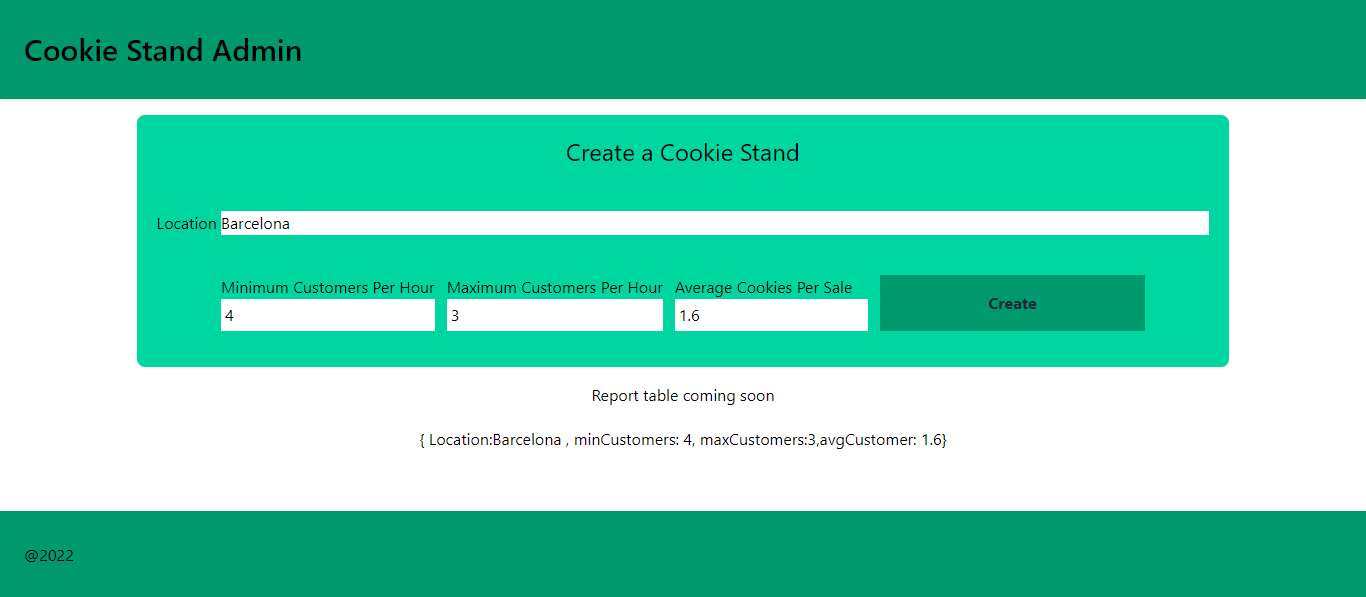 Cookie Stand Admin
Create a Cookie Stand
Location Barcelona
Minimum Customers Per Hour Maximum Customers Per Hour Average Cookies Per Sale
4 3 1.6 Create
Report table coming soon
{ Location:Barcelona , minCustomers: 4, maxCustomers:3,avgCustomer: 1.6}
@2022